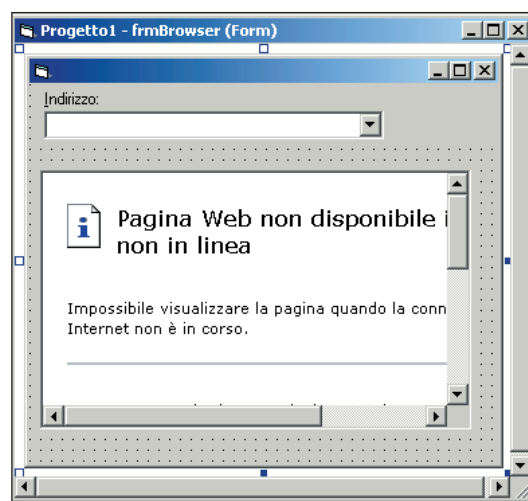 Progetto1 - frmBrowser (Form)
Indirizzo:
Pagina Web non disponibile i
non in linea
Impossibile visualizzare la pagina quando la conn
Internet non è in corso.